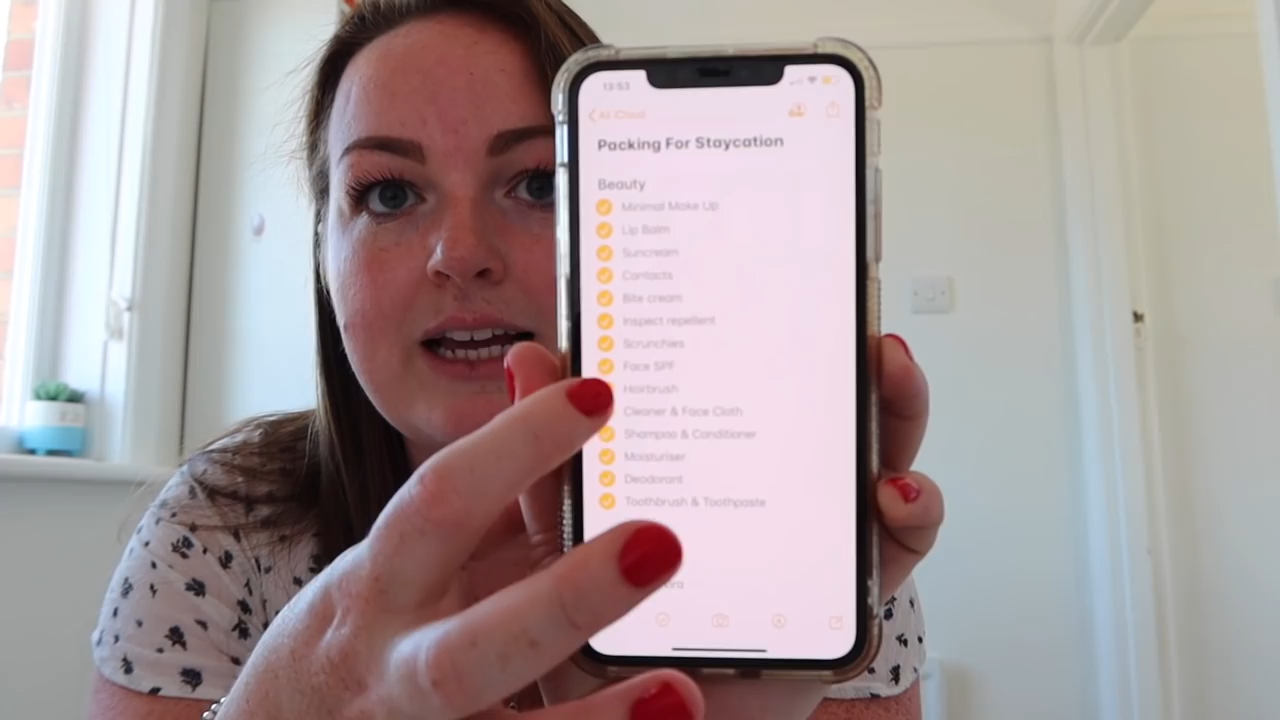 13:53
All iCloud
Packing For Staycation
Beauty
Minimal Make Up
Lip Balm
Suncream
Contacts
Bite cream
Inspect repellent
Scrunchies
Face SPF
Hairbrush
Cleaner & Face Cloth
Shampoo & Conditioner
Moisturiser
Deodorant
Toothbrush & Toothpaste